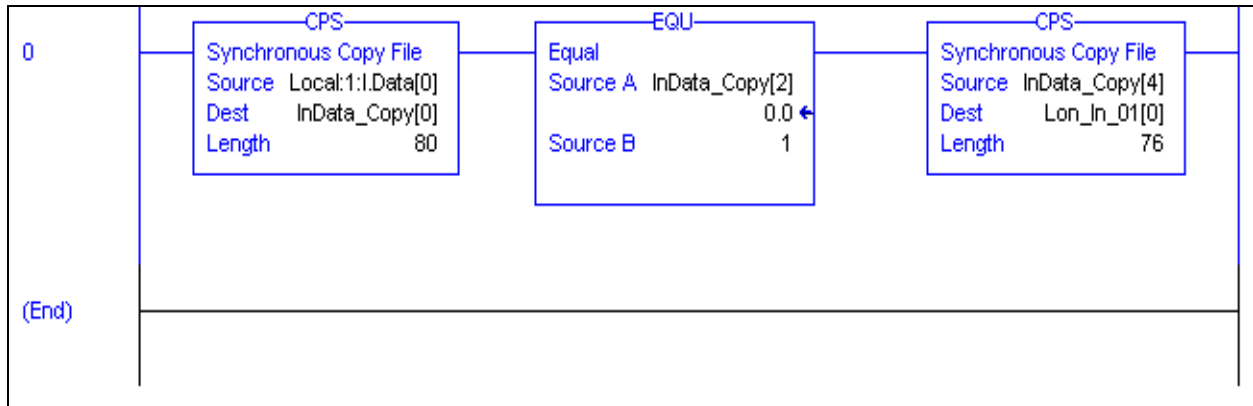 0
CPS
Synchronous Copy File
Source Local:1:I.Data[0]
Dest InData_Copy[0]
Length 80
EQU
Equal
Source A InData_Copy[2]
0.0
Source B 1
CPS
Synchronous Copy File
Source InData_Copy[4]
Dest Lon_In_01[0]
Length 76
(End)